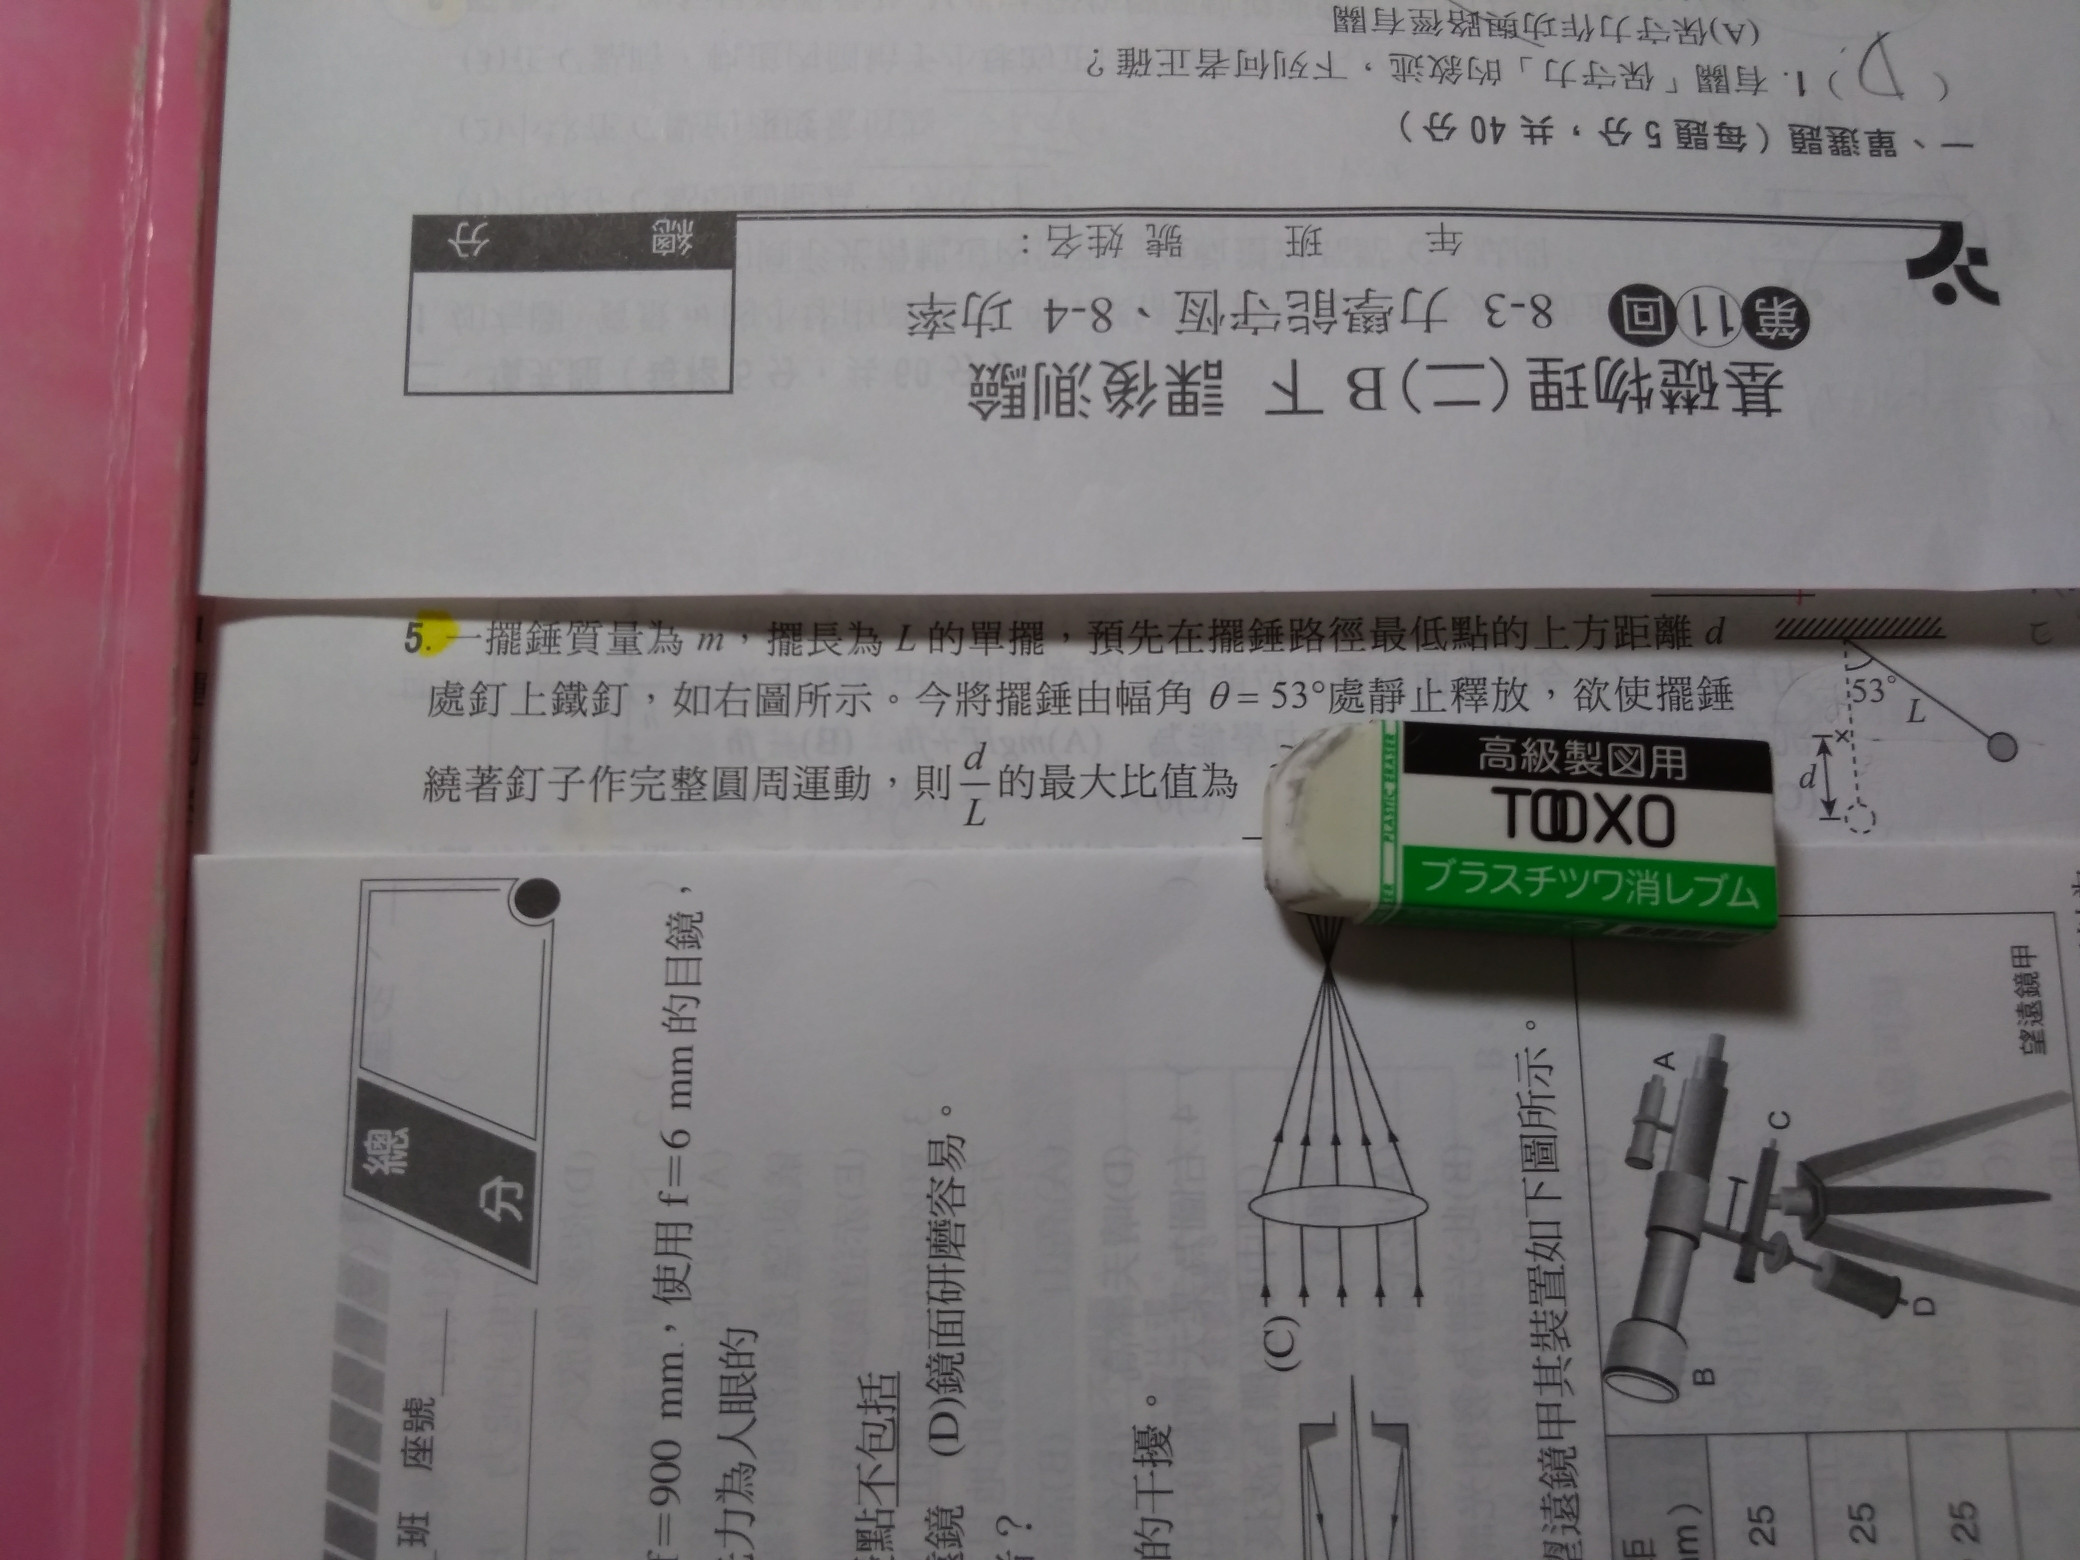 基礎物理(二)B 下 課後測驗
第11回 8-3 力學能守恆、8-4 功率
年 班 號 姓名:
總 分
一、單選題(每題 5 分,共 40 分)
( D ) 1. 有關「保守力」的敘述,下列何者正確?
(A)保守力作功與路徑有關
5. 一擺錘質量為 m,擺長為 L 的單擺,預先在擺錘路徑最低點的上方距離 d
處釘上鐵釘,如右圖所示。今將擺錘由幅角 θ = 53°處靜止釋放,欲使擺錘
繞著釘子作完整圓周運動,則 d/L 的最大比值為
53°
L
d
高級製図用
TOOXO
プラスチツワ消レブム
PLASTIC ERASER
總
分
班 座號
f=900 mm,使用 f=6 mm 的目鏡,
力為人眼的
點不包括
遠鏡 (D)鏡面研磨容易。
?
的干擾。
(C)
望遠鏡甲其裝置如下圖所示。
望遠鏡甲
A
B
C
D
25
25
25